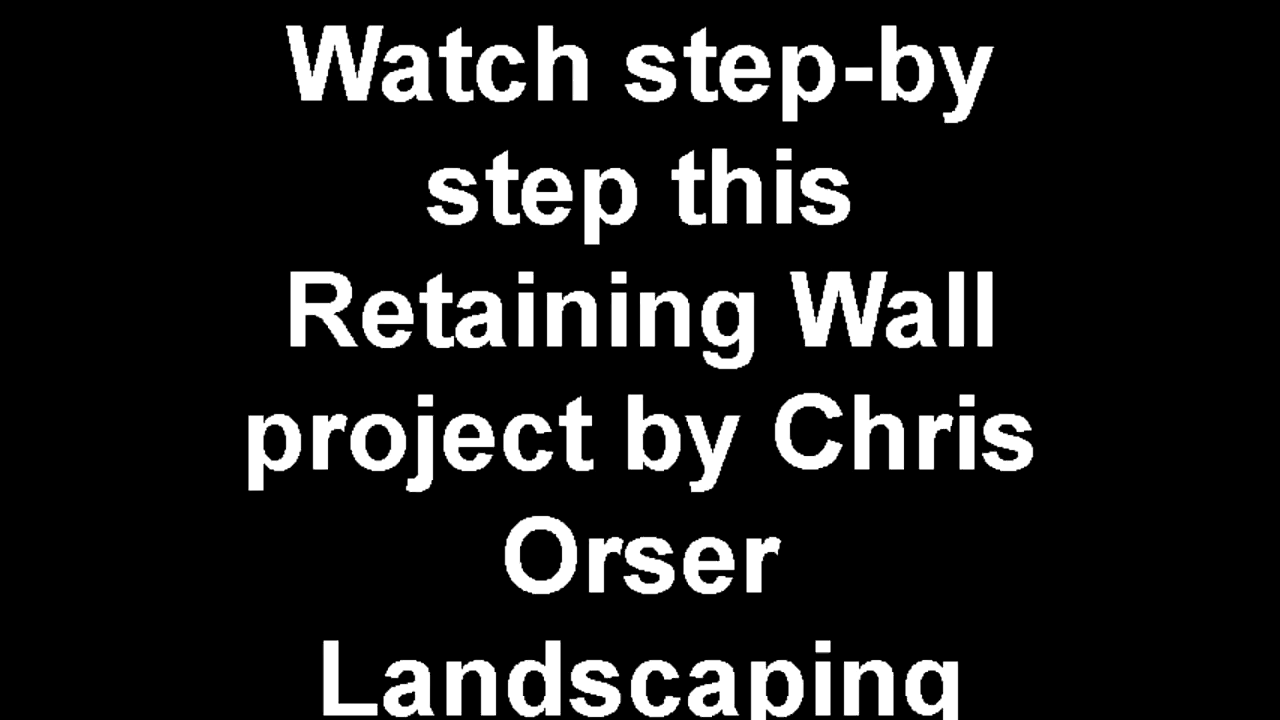 Watch step-by
step this
Retaining Wall
project by Chris
Orser
Landscaping